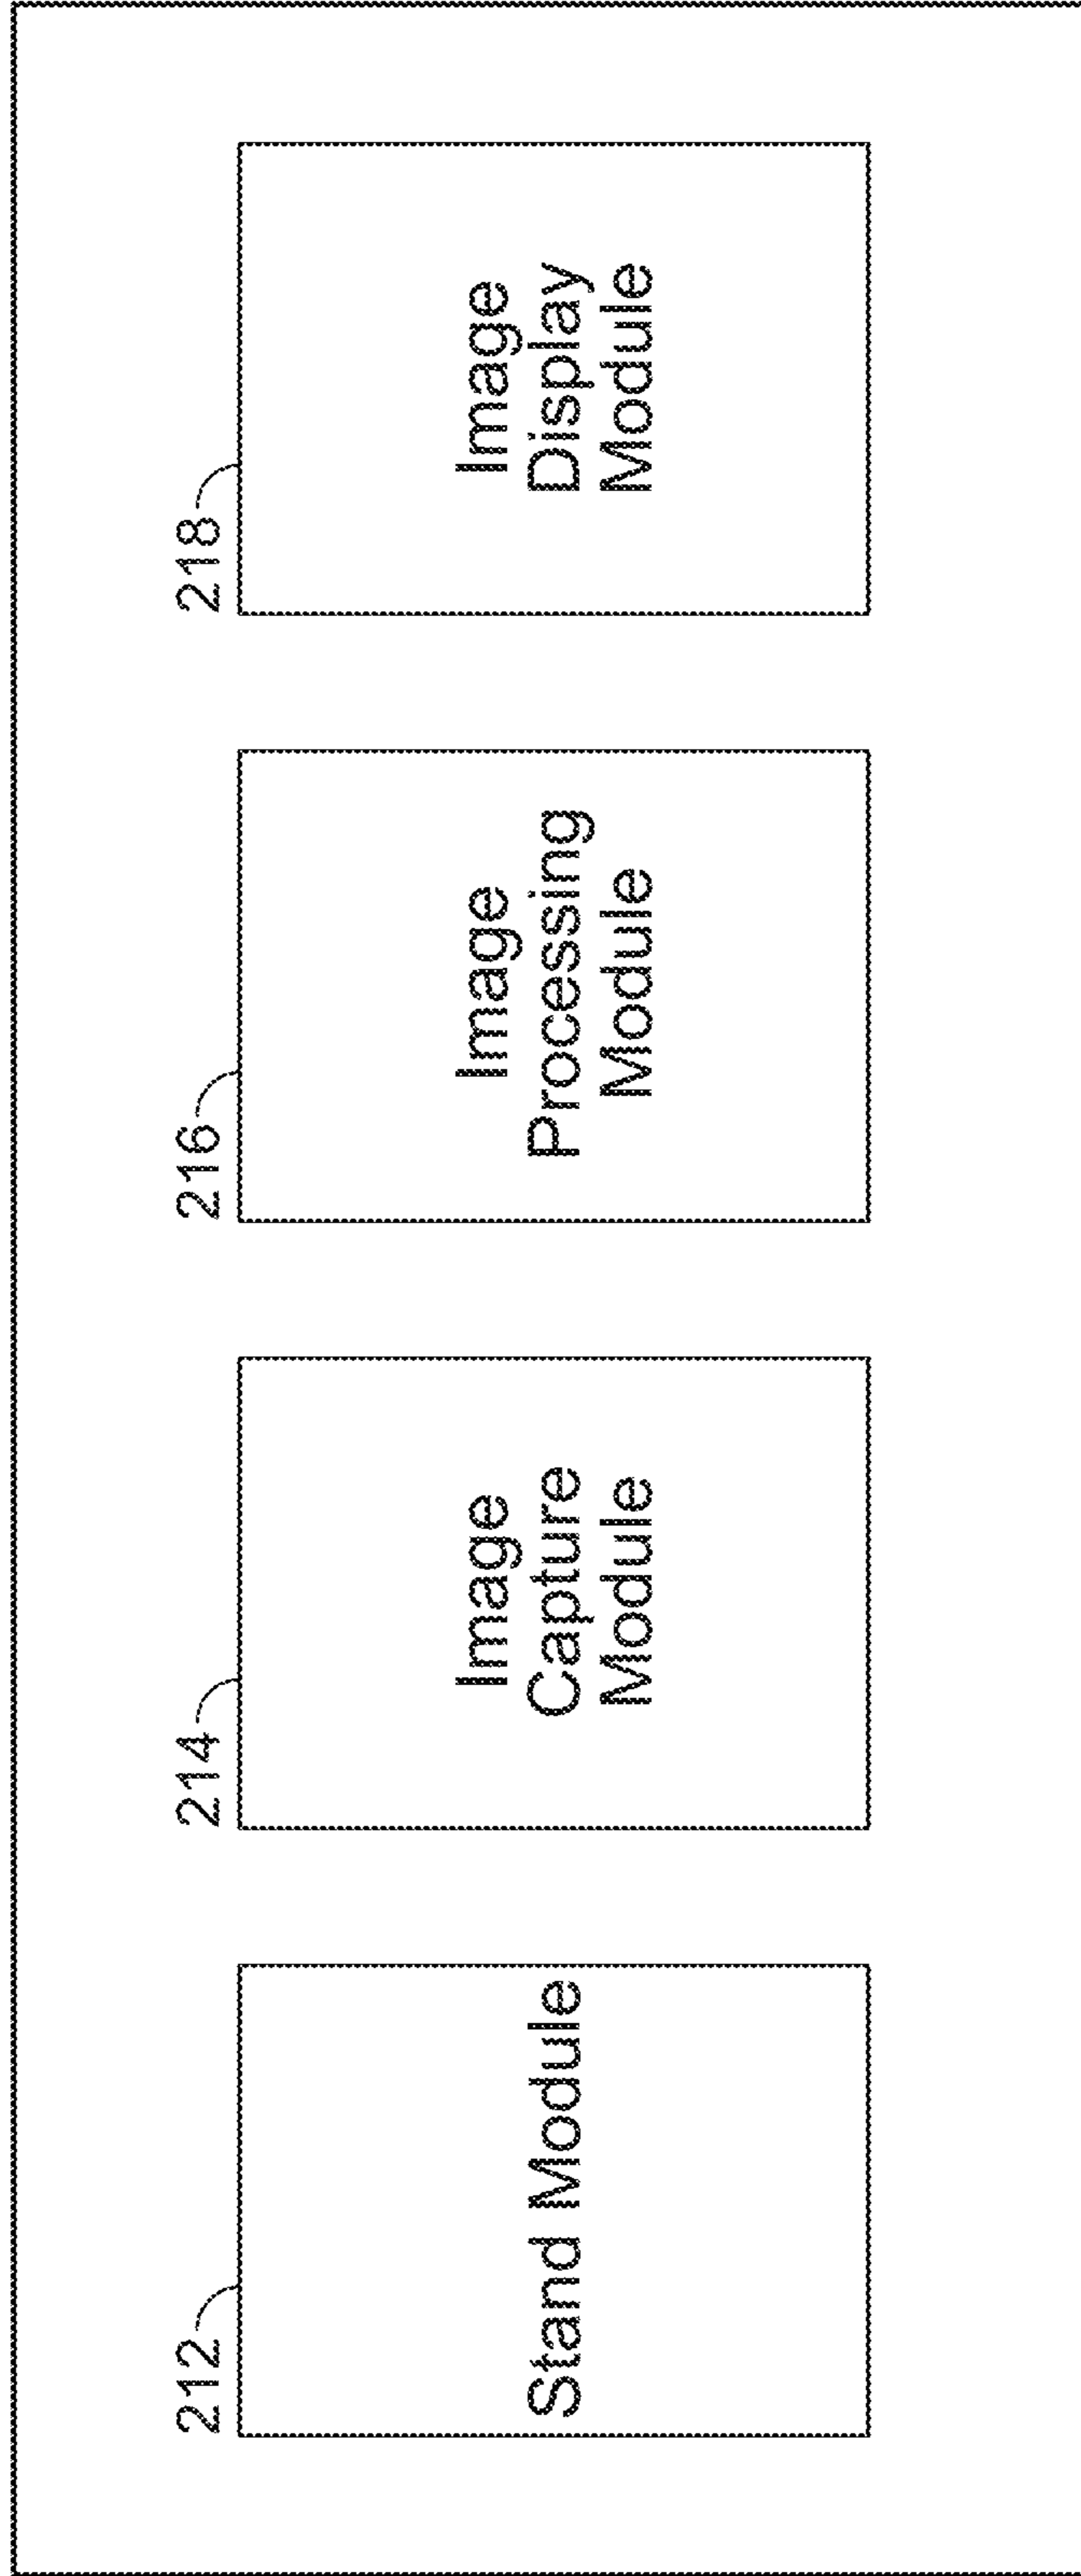 212
Stand Module
214
Image
Capture
Module
216
Image
Processing
Module
218
Image
Display
Module